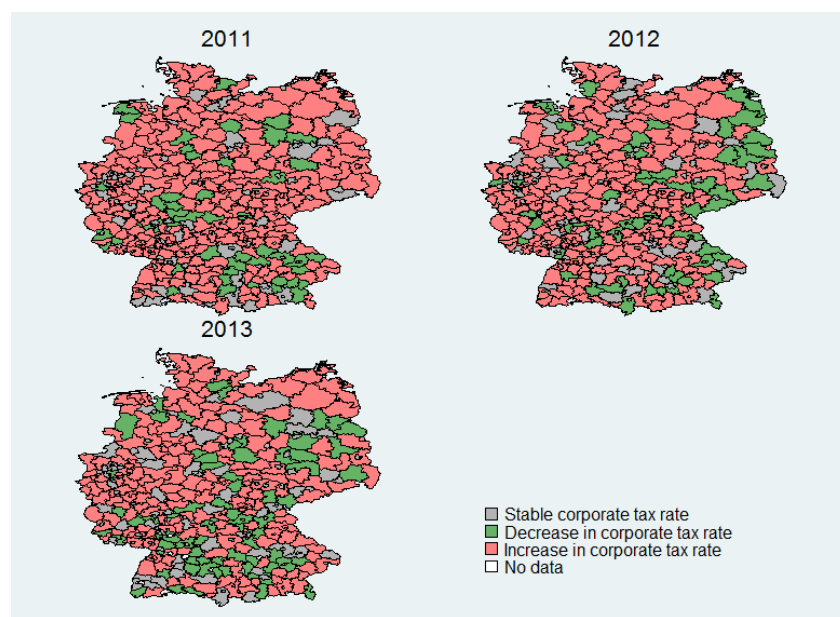 2011
2012
2013
Stable corporate tax rate
Decrease in corporate tax rate
Increase in corporate tax rate
No data